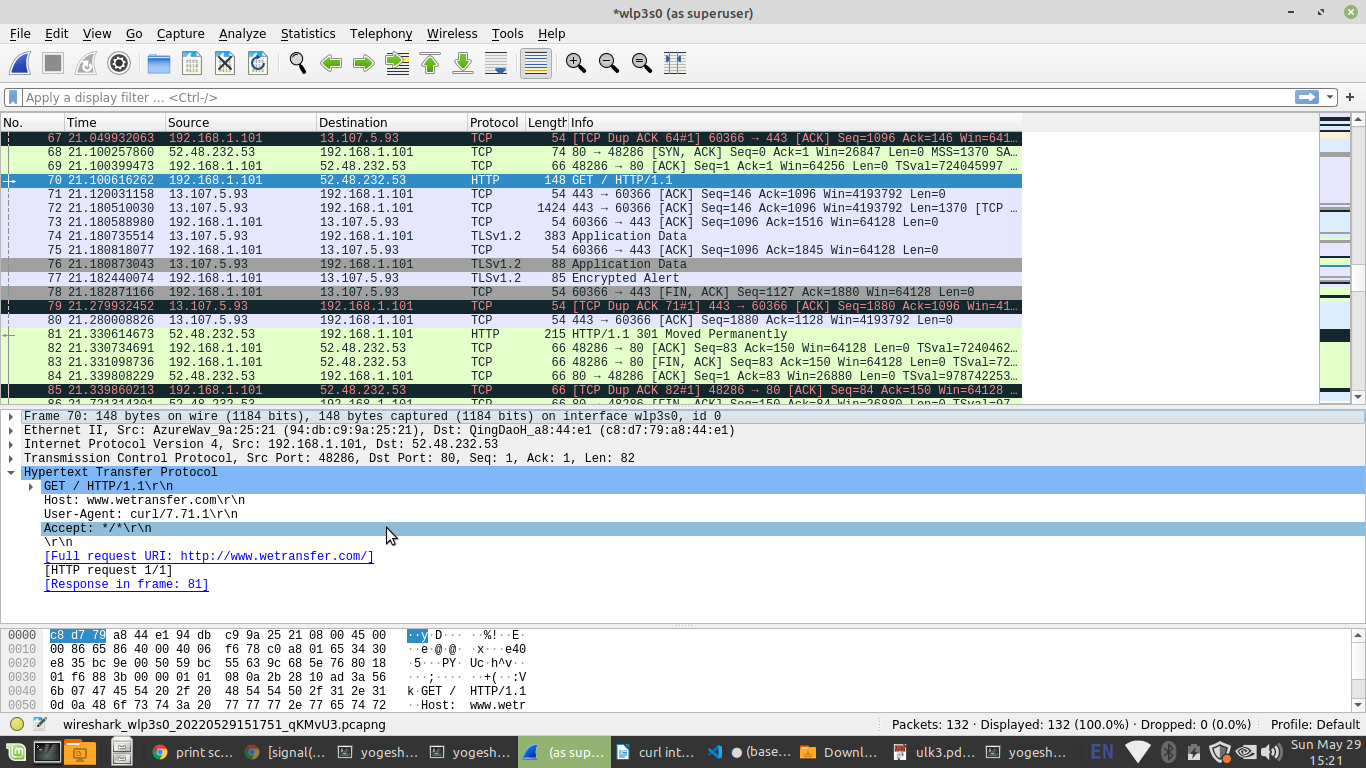 *wlp3s0 (as superuser)
File Edit View Go Capture Analyze Statistics Telephony Wireless Tools Help
Apply a display filter ... <Ctrl-/>
No. Time Source Destination Protocol Length Info
67 21.049932063 192.168.1.101 13.107.5.93 TCP 54 [TCP Dup ACK 64#1] 60366 → 443 [ACK] Seq=1096 Ack=146 Win=641…
68 21.100257860 52.48.232.53 192.168.1.101 TCP 74 80 → 48286 [SYN, ACK] Seq=0 Ack=1 Win=26847 Len=0 MSS=1370 SA…
69 21.100399473 192.168.1.101 52.48.232.53 TCP 66 48286 → 80 [ACK] Seq=1 Ack=1 Win=64256 Len=0 TSval=724045997 …
70 21.100616262 192.168.1.101 52.48.232.53 HTTP 148 GET / HTTP/1.1
71 21.120031158 13.107.5.93 192.168.1.101 TCP 54 443 → 60366 [ACK] Seq=146 Ack=1096 Win=4193792 Len=0
72 21.180510030 13.107.5.93 192.168.1.101 TCP 1424 443 → 60366 [ACK] Seq=146 Ack=1096 Win=4193792 Len=1370 [TCP …
73 21.180588980 192.168.1.101 13.107.5.93 TCP 54 60366 → 443 [ACK] Seq=1096 Ack=1516 Win=64128 Len=0
74 21.180735514 13.107.5.93 192.168.1.101 TLSv1.2 383 Application Data
75 21.180818077 192.168.1.101 13.107.5.93 TCP 54 60366 → 443 [ACK] Seq=1096 Ack=1845 Win=64128 Len=0
76 21.180873043 13.107.5.93 192.168.1.101 TLSv1.2 88 Application Data
77 21.182440074 192.168.1.101 13.107.5.93 TLSv1.2 85 Encrypted Alert
78 21.182871166 192.168.1.101 13.107.5.93 TCP 54 60366 → 443 [FIN, ACK] Seq=1127 Ack=1880 Win=64128 Len=0
79 21.279932452 13.107.5.93 192.168.1.101 TCP 54 [TCP Dup ACK 71#1] 443 → 60366 [ACK] Seq=1880 Ack=1096 Win=41…
80 21.280008826 13.107.5.93 192.168.1.101 TCP 54 443 → 60366 [ACK] Seq=1880 Ack=1128 Win=4193792 Len=0
81 21.330614673 52.48.232.53 192.168.1.101 HTTP 215 HTTP/1.1 301 Moved Permanently
82 21.330734691 192.168.1.101 52.48.232.53 TCP 66 48286 → 80 [ACK] Seq=83 Ack=150 Win=64128 Len=0 TSval=7240462…
83 21.331098736 192.168.1.101 52.48.232.53 TCP 66 48286 → 80 [FIN, ACK] Seq=83 Ack=150 Win=64128 Len=0 TSval=72…
84 21.339808229 52.48.232.53 192.168.1.101 TCP 66 80 → 48286 [ACK] Seq=1 Ack=83 Win=26880 Len=0 TSval=978742253…
85 21.339860213 192.168.1.101 52.48.232.53 TCP 66 [TCP Dup ACK 82#1] 48286 → 80 [ACK] Seq=84 Ack=150 Win=64128 …
Frame 70: 148 bytes on wire (1184 bits), 148 bytes captured (1184 bits) on interface wlp3s0, id 0
Ethernet II, Src: AzureWav_9a:25:21 (94:db:c9:9a:25:21), Dst: QingDaoH_a8:44:e1 (c8:d7:79:a8:44:e1)
Internet Protocol Version 4, Src: 192.168.1.101, Dst: 52.48.232.53
Transmission Control Protocol, Src Port: 48286, Dst Port: 80, Seq: 1, Ack: 1, Len: 82
Hypertext Transfer Protocol
GET / HTTP/1.1\r\n
Host: www.wetransfer.com\r\n
User-Agent: curl/7.71.1\r\n
Accept: */*\r\n
\r\n
[Full request URI: http://www.wetransfer.com/]
[HTTP request 1/1]
[Response in frame: 81]
0000 c8 d7 79 a8 44 e1 94 db c9 9a 25 21 08 00 45 00 ··y·D··· ··%!··E·
0010 00 86 65 86 40 00 40 06 f6 78 c0 a8 01 65 34 30 ··e·@·@· ·x···e40
0020 e8 35 bc 9e 00 50 59 bc 55 63 9c 68 5e 76 80 18 ·5···PY· Uc·h^v··
0030 01 f6 88 3b 00 00 01 01 08 0a 2b 28 10 ad 3a 56 ···;···· ··+(··:V
0040 6b 07 47 45 54 20 2f 20 48 54 54 50 2f 31 2e 31 k·GET / HTTP/1.1
0050 0d 0a 48 6f 73 74 3a 20 77 77 77 2e 77 65 74 72 ··Host: www.wetr
wireshark_wlp3s0_20220529151751_qKMvU3.pcapng Packets: 132 · Displayed: 132 (100.0%) · Dropped: 0 (0.0%) Profile: Default
print sc… [signal(… yogesh… yogesh… (as sup… curl int… ● (base… Downl… ulk3.pd… yogesh… EN Sun May 29
15:21